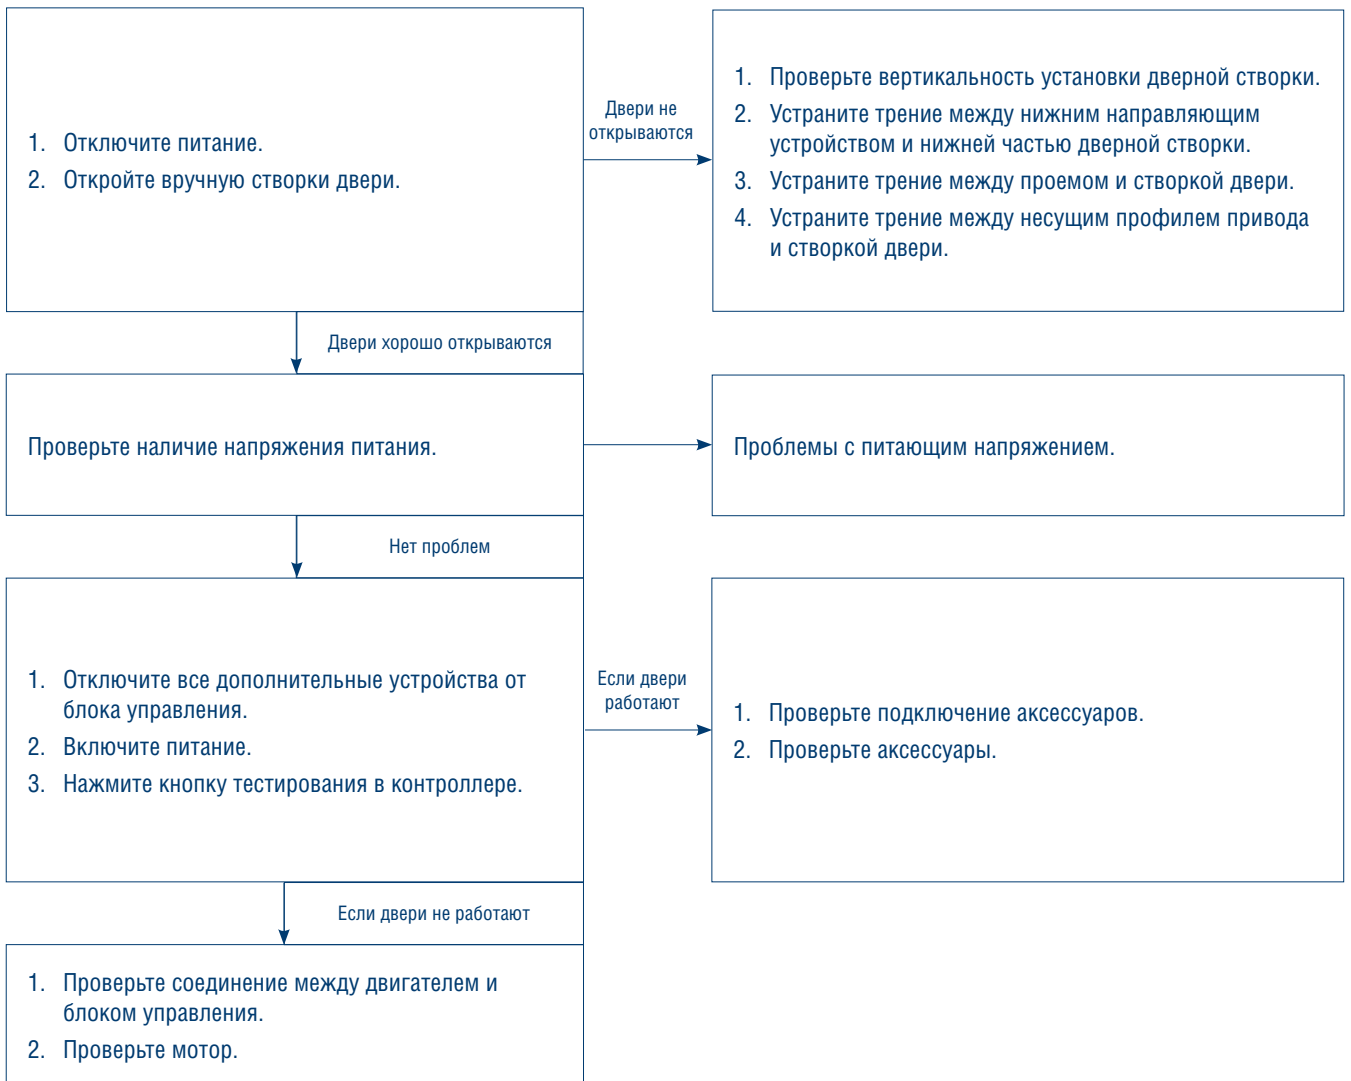 1. Отключите питание.
2. Откройте вручную створки двери.
Двери не
открываются
1. Проверьте вертикальность установки дверной створки.
2. Устраните трение между нижним направляющим
устройством и нижней частью дверной створки.
3. Устраните трение между проемом и створкой двери.
4. Устраните трение между несущим профилем привода
и створкой двери.
Двери хорошо открываются
Проверьте наличие напряжения питания.
Проблемы с питающим напряжением.
Нет проблем
1. Отключите все дополнительные устройства от
блока управления.
2. Включите питание.
3. Нажмите кнопку тестирования в контроллере.
Если двери
работают
1. Проверьте подключение аксессуаров.
2. Проверьте аксессуары.
Если двери не работают
1. Проверьте соединение между двигателем и
блоком управления.
2. Проверьте мотор.